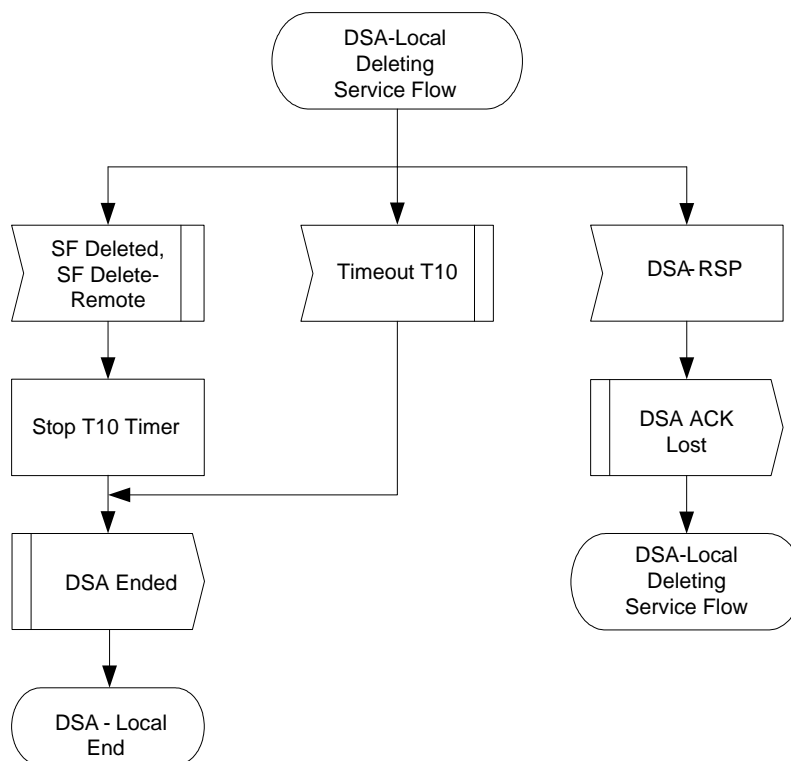 DSA-Local
Deleting
Service Flow
SF Deleted,
SF Delete-
Remote
Timeout T10
DSA-RSP
Stop T10 Timer
DSA ACK
Lost
DSA Ended
DSA-Local
Deleting
Service Flow
DSA - Local
End